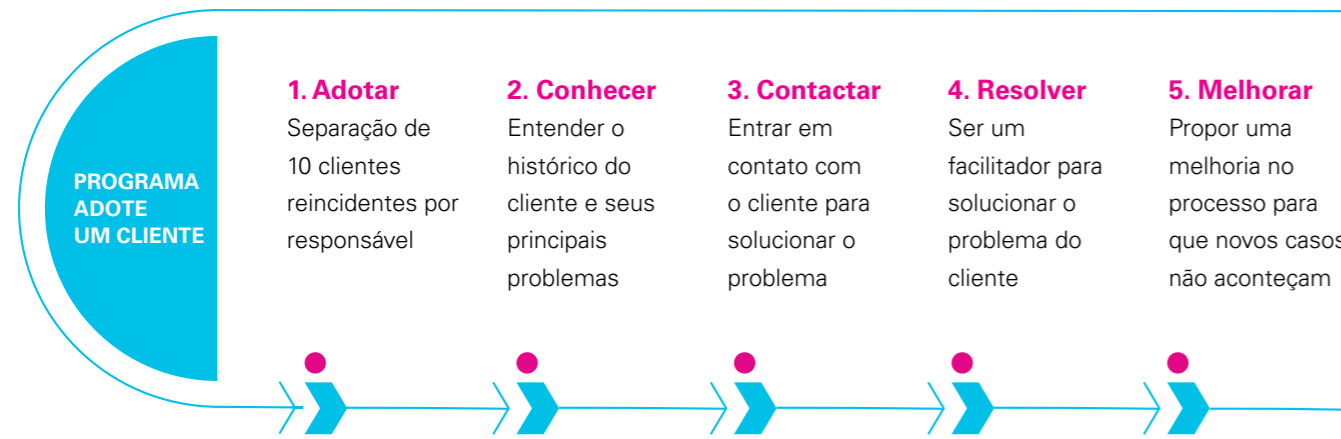 PROGRAMA
ADOTE
UM CLIENTE
1. Adotar
Separação de
10 clientes
reincidentes por
responsável
2. Conhecer
Entender o
histórico do
cliente e seus
principais
problemas
3. Contactar
Entrar em
contato com
o cliente para
solucionar o
problema
4. Resolver
Ser um
facilitador para
solucionar o
problema do
cliente
5. Melhorar
Propor uma
melhoria no
processo para
que novos casos
não aconteçam